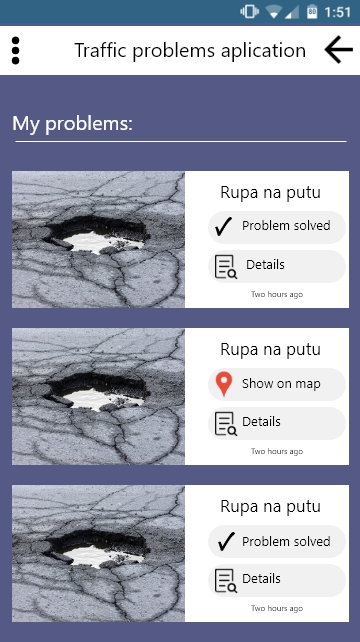 80 1:51
Traffic problems aplication
My problems:
Rupa na putu
Problem solved
Details
Two hours ago
Rupa na putu
Show on map
Details
Two hours ago
Rupa na putu
Problem solved
Details
Two hours ago